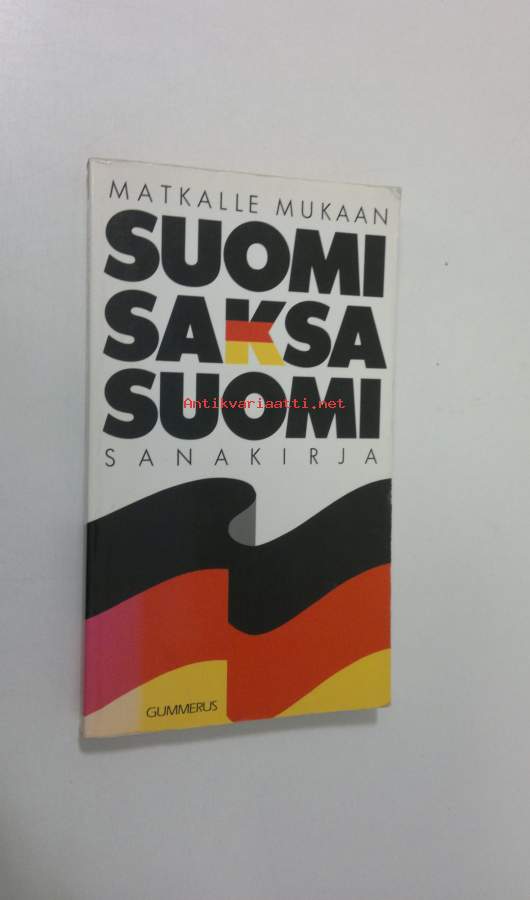 MATKALLE MUKAAN
SUOMI
SAKSA
Antikvariaatti.net
SUOMI
SANAKIRJA
GUMMERUS